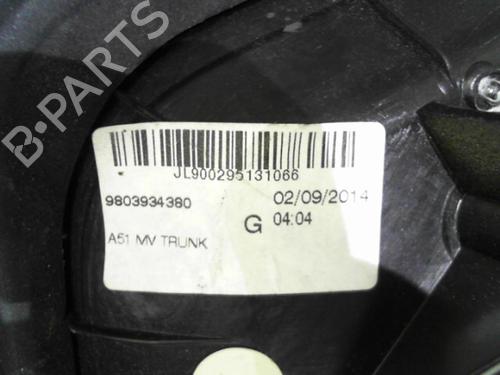 B-PARTS
JL900295131066
9803934380
02/09/2014
G 04:04
A51 MV TRUNK